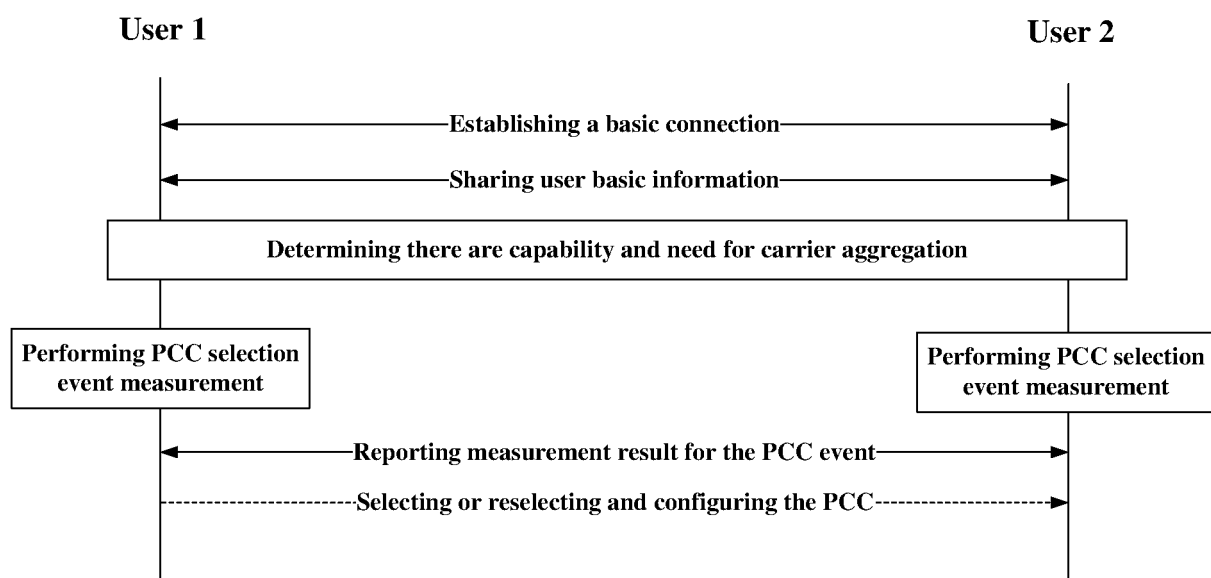 User 1
User 2
Establishing a basic connection
Sharing user basic information
Determining there are capability and need for carrier aggregation
Performing PCC selection
event measurement
Performing PCC selection
event measurement
Reporting measurement result for the PCC event
Selecting or reselecting and configuring the PCC